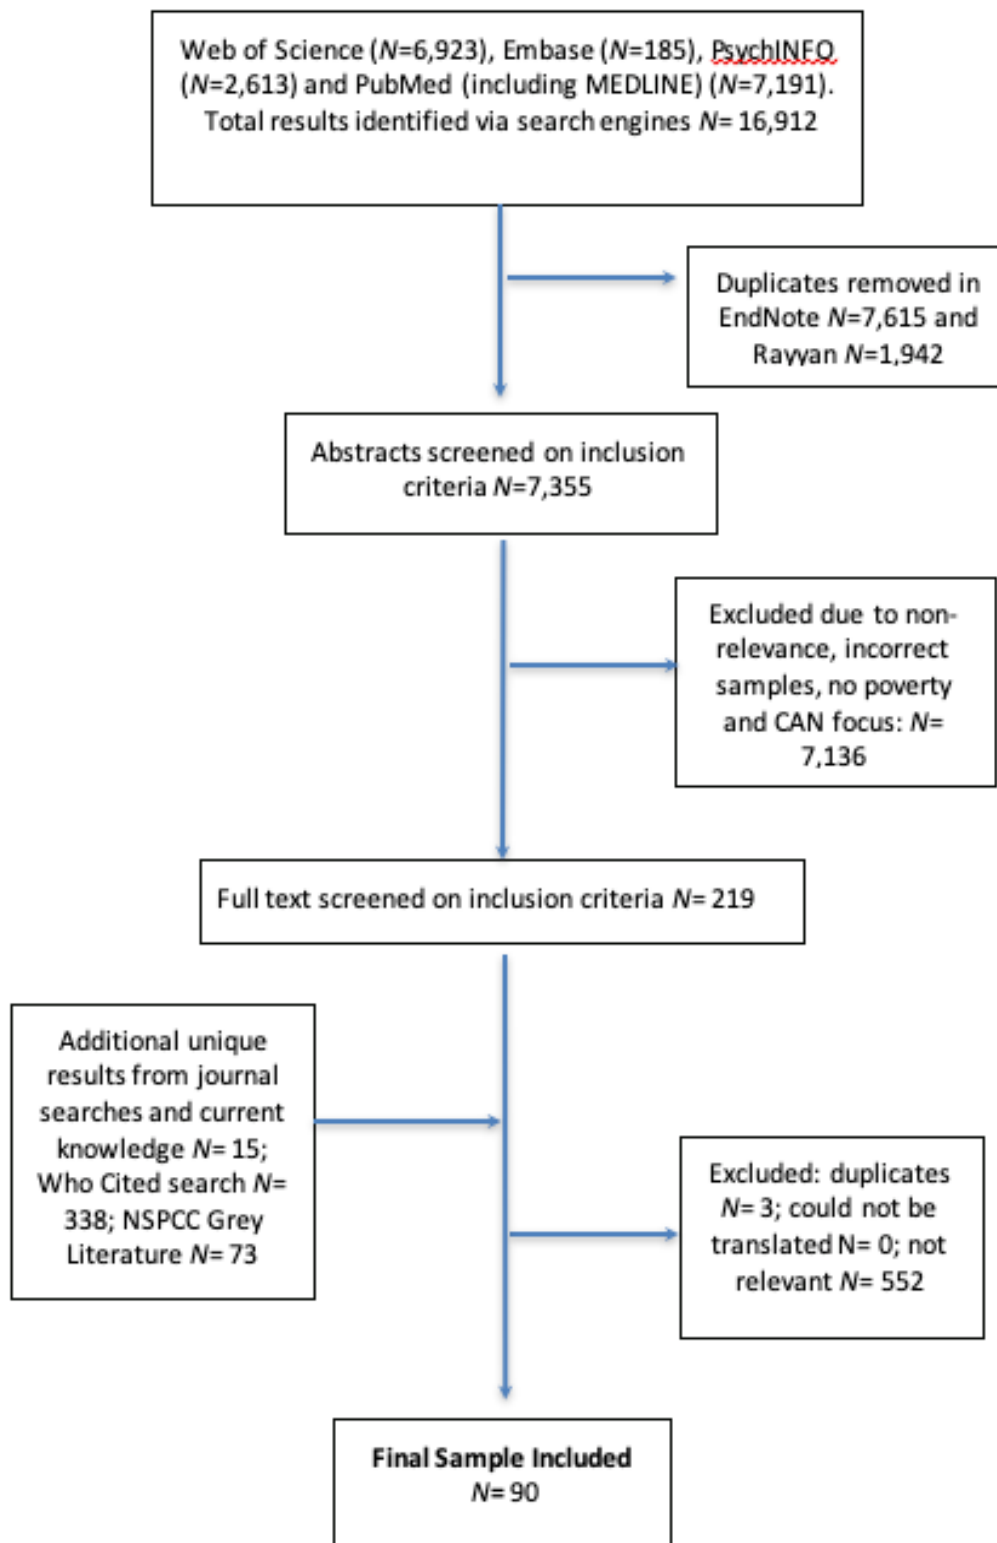 Web of Science (N=6,923), Embase (N=185), PsychINFO
(N=2,613) and PubMed (including MEDLINE) (N=7,191).
Total results identified via search engines N= 16,912
Duplicates removed in
EndNote N=7,615 and
Rayyan N=1,942
Abstracts screened on inclusion
criteria N=7,355
Excluded due to non-
relevance, incorrect
samples, no poverty
and CAN focus: N=
7,136
Full text screened on inclusion criteria N= 219
Additional unique
results from journal
searches and current
knowledge N= 15;
Who Cited search N=
338; NSPCC Grey
Literature N= 73
Excluded: duplicates
N= 3; could not be
translated N= 0; not
relevant N= 552
Final Sample Included
N= 90